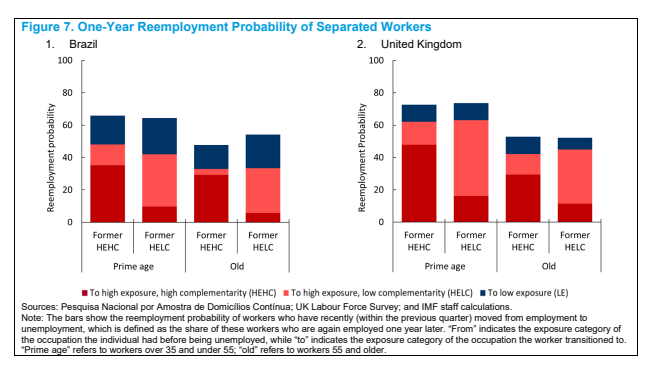 Figure 7. One-Year Reemployment Probability of Separated Workers
1. Brazil
Reemployment probability
100
80
60
40
20
0
Former HEHC
Former HELC
Former HEHC
Former HELC
Prime age
Old
2. United Kingdom
Reemployment probability
100
80
60
40
20
0
Former HEHC
Former HELC
Former HEHC
Former HELC
Prime age
Old
To high exposure, high complementarity (HEHC)
To high exposure, low complementarity (HELC)
To low exposure (LE)
Sources: Pesquisa Nacional por Amostra de Domicílios Contínua; UK Labour Force Survey; and IMF staff calculations.
Note: The bars show the reemployment probability of workers who have recently (within the previous quarter) moved from employment to
unemployment, which is defined as the share of these workers who are again employed one year later. “From” indicates the exposure category of
the occupation the individual had before being unemployed, while “to” indicates the exposure category of the occupation the worker transitioned to.
“Prime age” refers to workers over 35 and under 55; “old” refers to workers 55 and older.